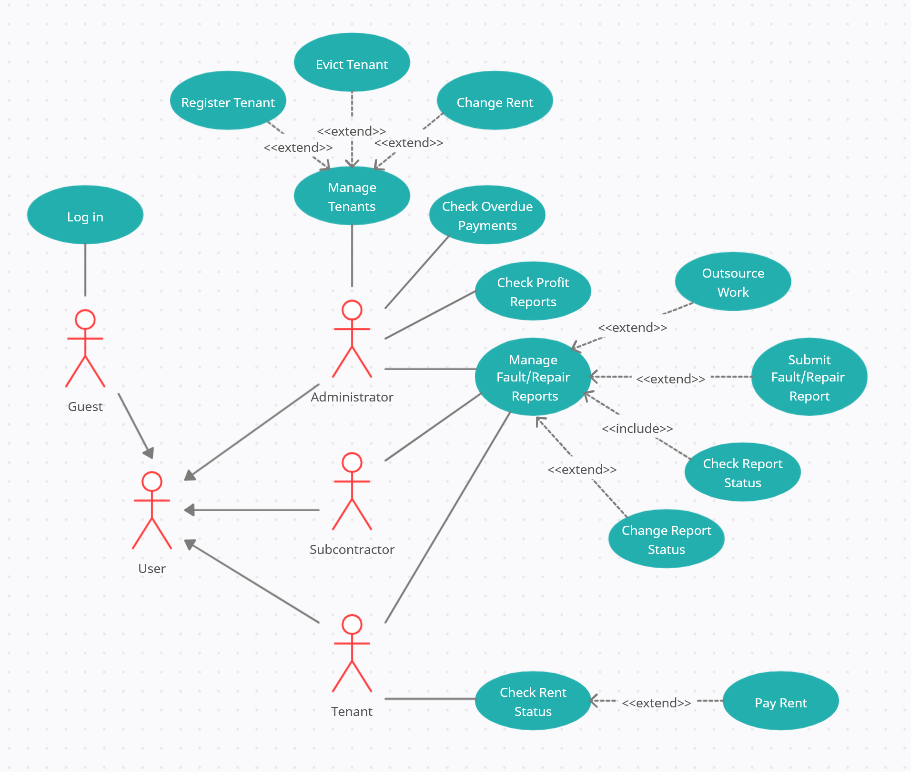 Evict Tenant
Register Tenant
Change Rent
<<extend>>
<<extend>>
<<extend>>
Manage
Tenants
Log in
Check Overdue
Payments
Check Profit
Reports
Outsource
Work
<<extend>>
Manage
Fault/Repair
Reports
Submit
Fault/Repair
Report
<<extend>>
Administrator
Guest
<<include>>
Check Report
Status
<<extend>>
Change Report
Status
Subcontractor
User
Tenant
Check Rent
Status
<<extend>>
Pay Rent